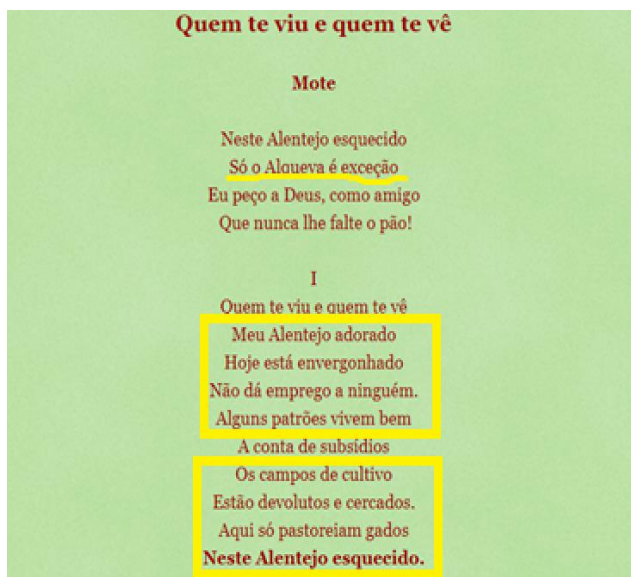 Quem te viu e quem te vê
Mote
Neste Alentejo esquecido
Só o Alqueva é exceção
Eu peço a Deus, como amigo
Que nunca lhe falte o pão!
I
Quem te viu e quem te vê
Meu Alentejo adorado
Hoje está envergonhado
Não dá emprego a ninguém.
Alguns patrões vivem bem
A conta de subsídios
Os campos de cultivo
Estão devolutos e cercados.
Aqui só pastoreiam gados
Neste Alentejo esquecido.